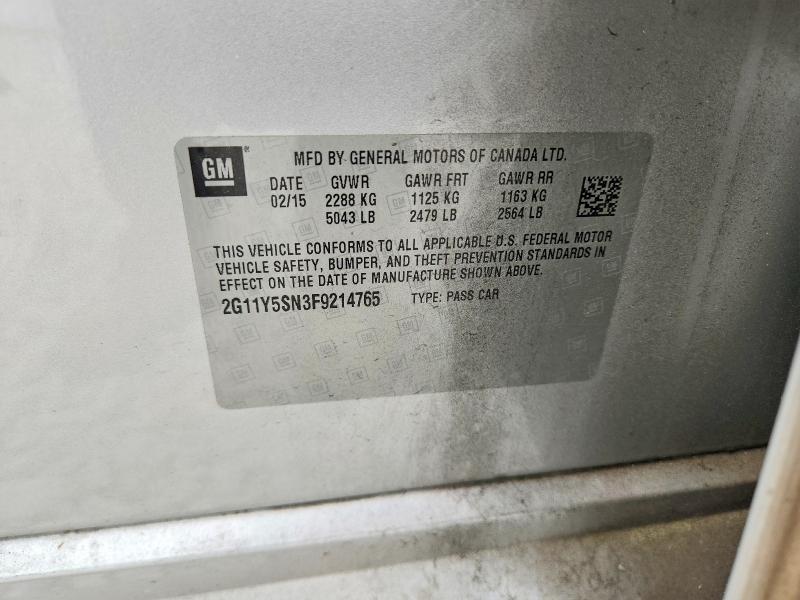 GM
MFD BY GENERAL MOTORS OF CANADA LTD.
DATE GVWR GAWR FRT GAWR RR
02/15 2288 KG 1125 KG 1163 KG
5043 LB 2479 LB 2564 LB
THIS VEHICLE CONFORMS TO ALL APPLICABLE U.S. FEDERAL MOTOR
VEHICLE SAFETY, BUMPER, AND THEFT PREVENTION STANDARDS IN
EFFECT ON THE DATE OF MANUFACTURE SHOWN ABOVE.
2G11Y5SN3F9214765 TYPE: PASS CAR